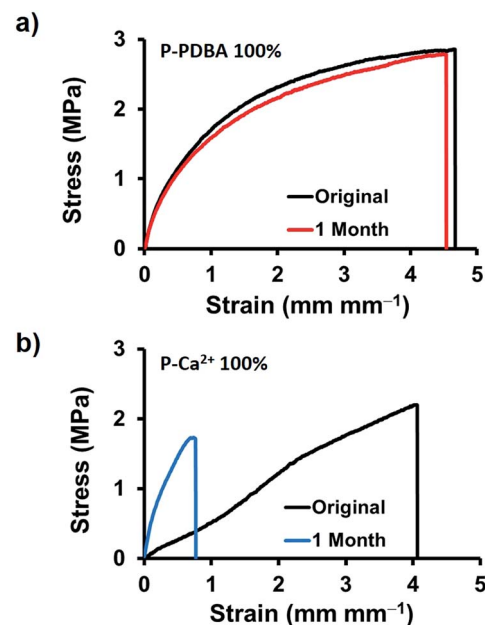 a)
P-PDBA 100%
Stress (MPa)
3
2
1
0
Original
1 Month
0 1 2 3 4 5
Strain (mm mm⁻¹)
b)
P-Ca²⁺ 100%
Stress (MPa)
3
2
1
0
Original
1 Month
0 1 2 3 4 5
Strain (mm mm⁻¹)